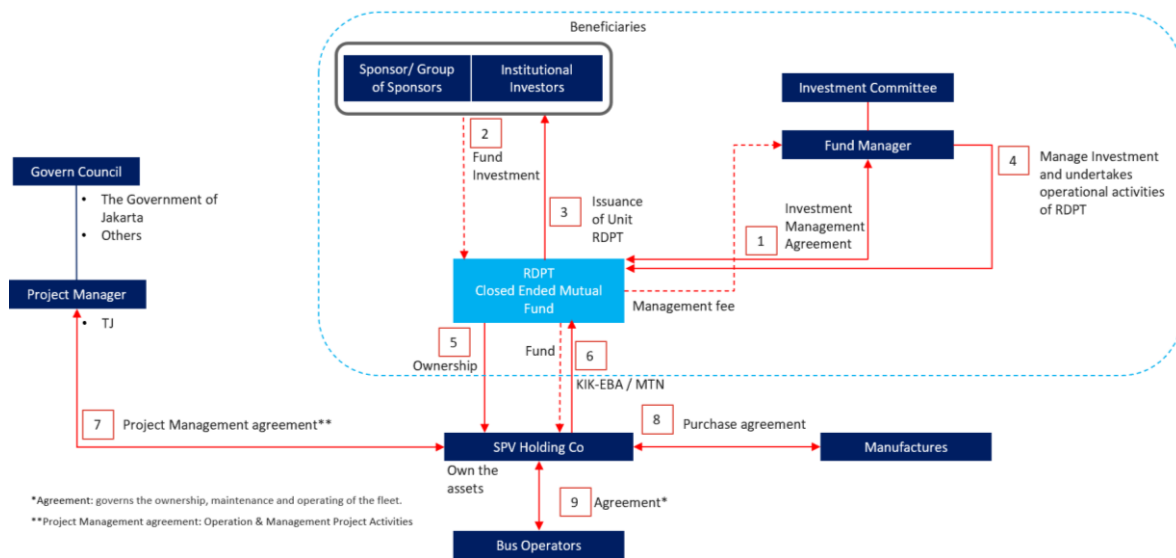 Beneficiaries
Sponsor/ Group
of Sponsors
Institutional
Investors
Investment Committee
Fund Manager
2
Fund
Investment
3
Issuance
of Unit
RDPT
1
Investment
Management
Agreement
4
Manage Investment
and undertakes
operational activities
of RDPT
Govern Council
• The Government of
Jakarta
• Others
Project Manager
• TJ
RDPT
Closed Ended Mutual
Fund
Management fee
5
Ownership
Fund
6
KIK-EBA / MTN
7
Project Management agreement**
SPV Holding Co
Own the
assets
8
Purchase agreement
Manufactures
9
Agreement*
Bus Operators
*Agreement: governs the ownership, maintenance and operating of the fleet.
**Project Management agreement: Operation & Management Project Activities